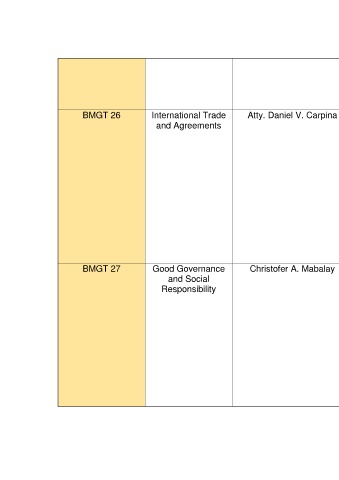 BMGT 26 International Trade Atty. Daniel V. Carpina
and Agreements
BMGT 27 Good Governance Christofer A. Mabalay
and Social
Responsibility